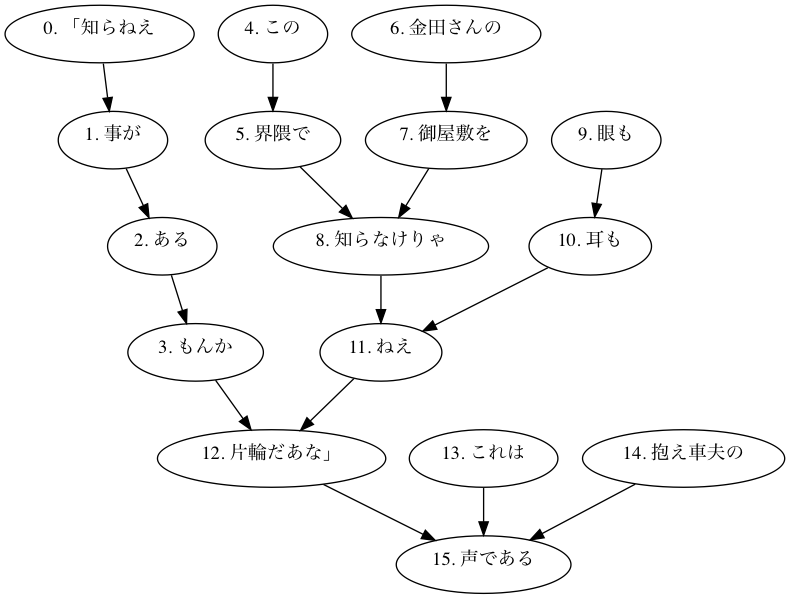 0. 「知らねえ
4. この
6. 金田さんの
1. 事が
5. 界隈で
7. 御屋敷を
9. 眼も
2. ある
8. 知らなけりゃ
10. 耳も
3. もんか
11. ねえ
12. 片輪だあな」
13. これは
14. 抱え車夫の
15. 声である